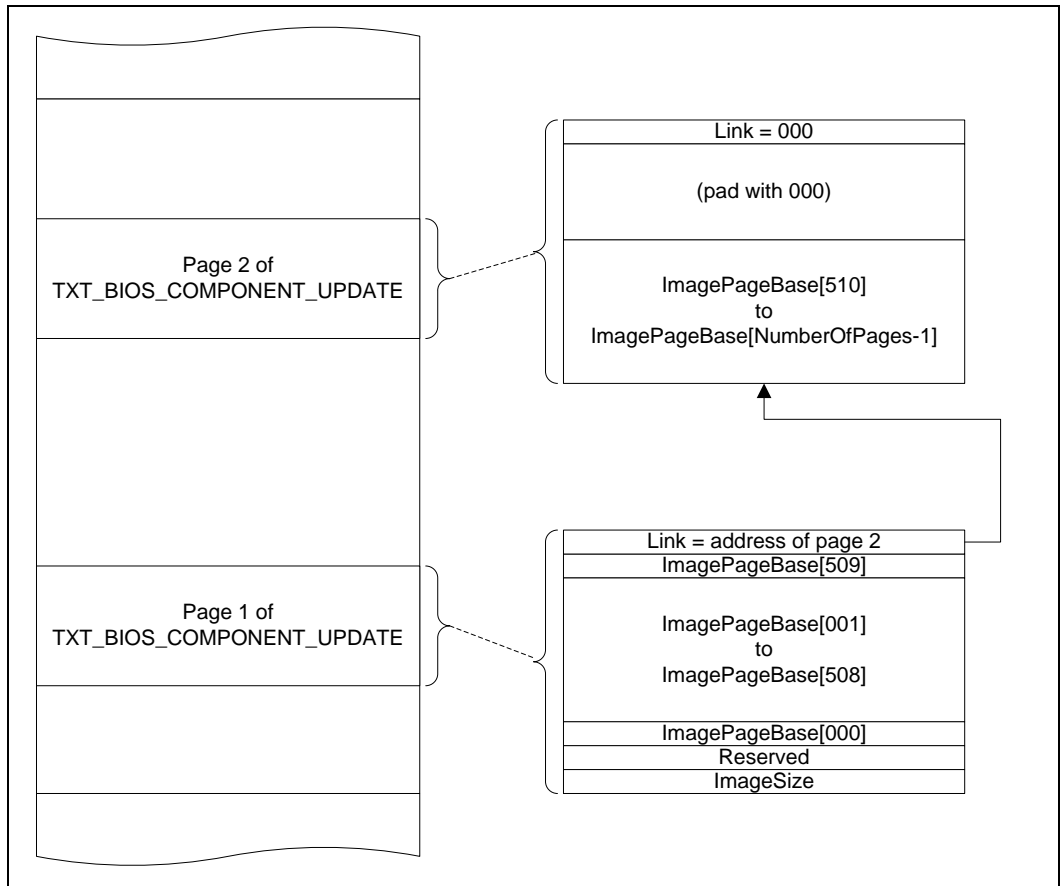 Link = 000
(pad with 000)
Page 2 of
TXT_BIOS_COMPONENT_UPDATE
ImagePageBase[510]
to
ImagePageBase[NumberOfPages-1]
Link = address of page 2
ImagePageBase[509]
Page 1 of
TXT_BIOS_COMPONENT_UPDATE
ImagePageBase[001]
to
ImagePageBase[508]
ImagePageBase[000]
Reserved
ImageSize